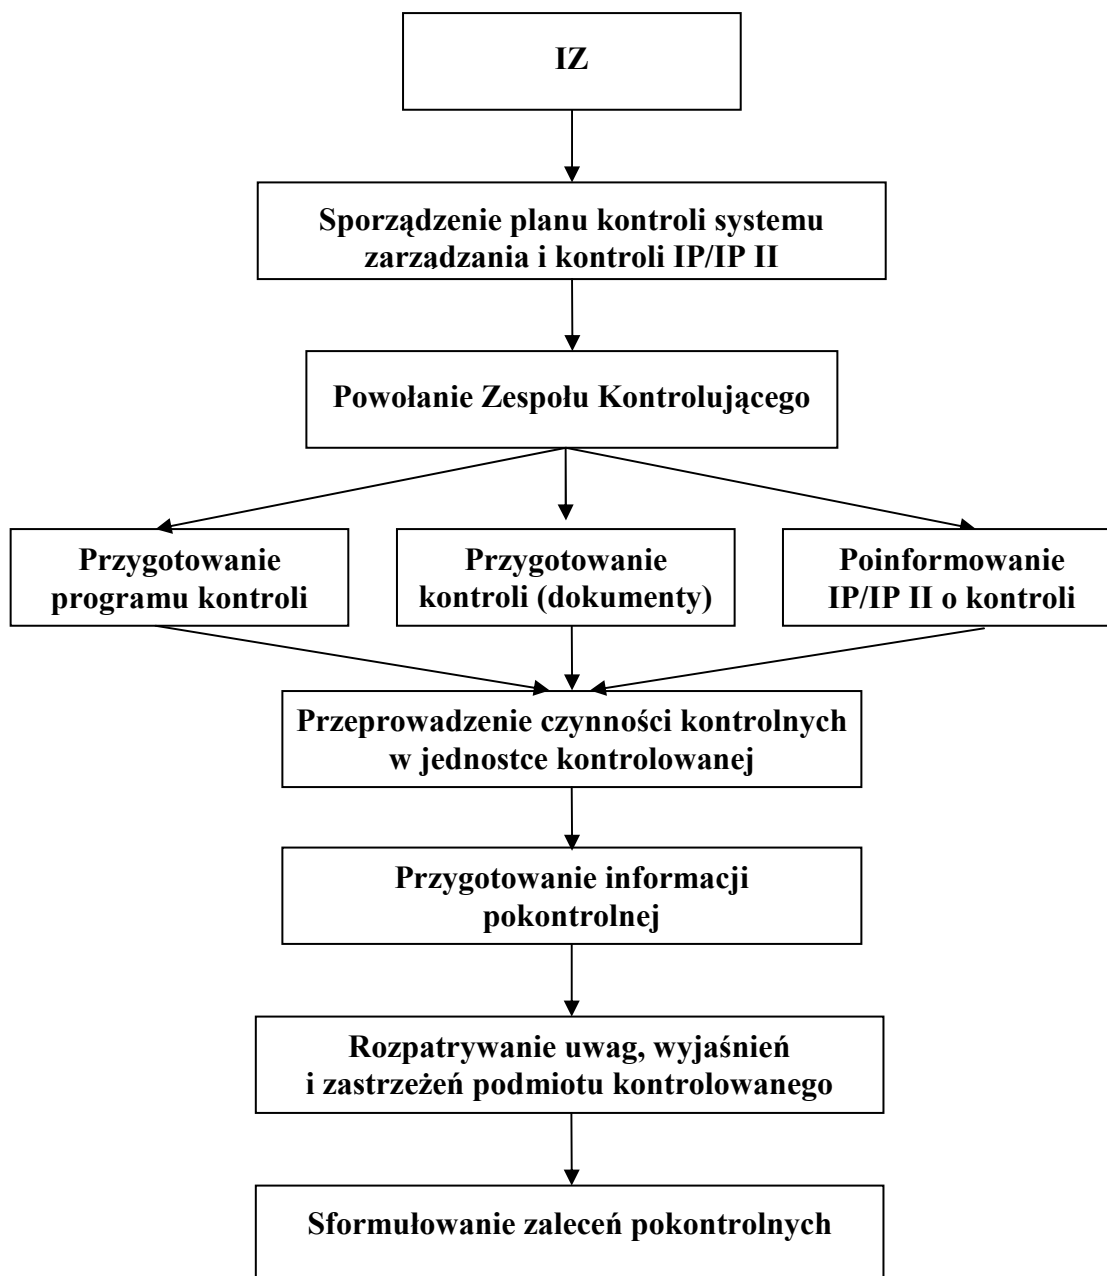 IZ
Sporządzenie planu kontroli systemu
zarządzania i kontroli IP/IP II
Powołanie Zespołu Kontrolującego
Przygotowanie
programu kontroli
Przygotowanie
kontroli (dokumenty)
Poinformowanie
IP/IP II o kontroli
Przeprowadzenie czynności kontrolnych
w jednostce kontrolowanej
Przygotowanie informacji
pokontrolnej
Rozpatrywanie uwag, wyjaśnień
i zastrzeżeń podmiotu kontrolowanego
Sformułowanie zaleceń pokontrolnych